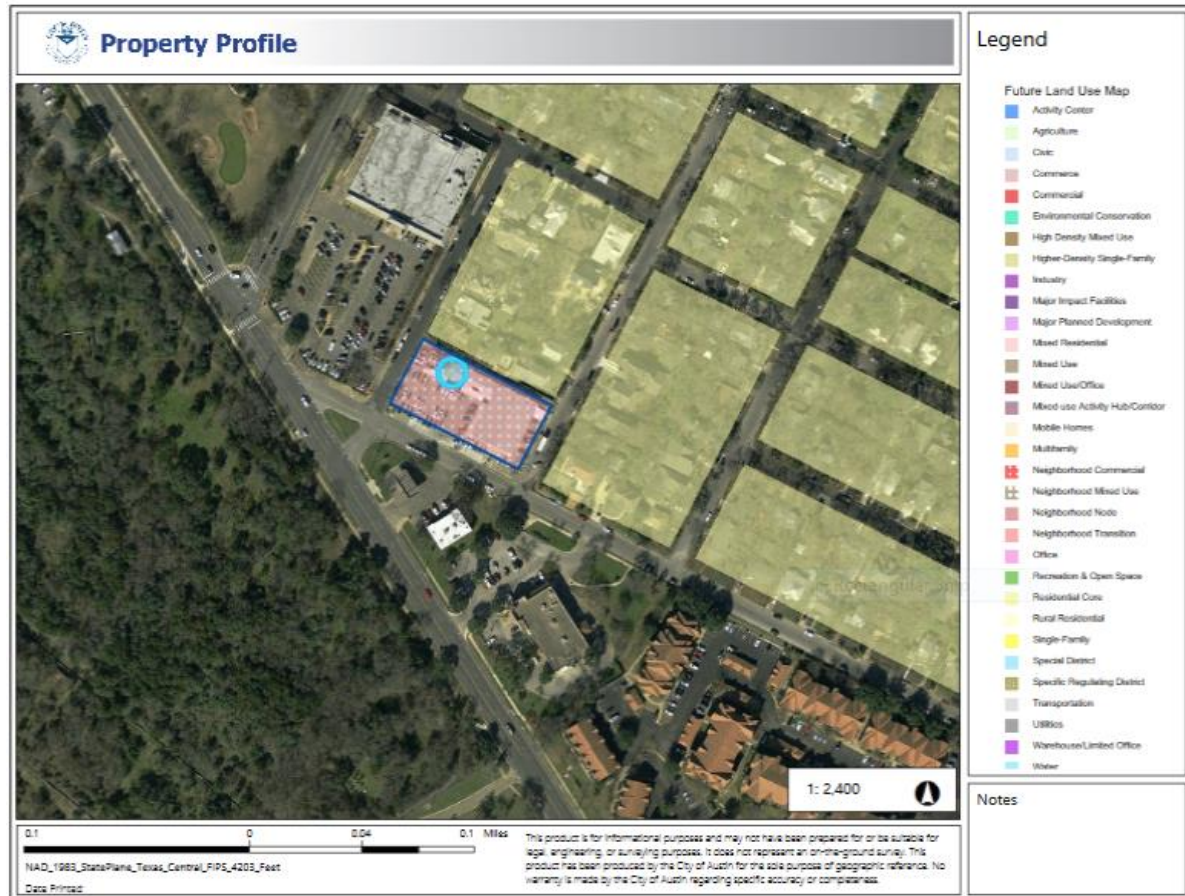 Property Profile
Legend
Future Land Use Map
Activity Center
Agriculture
Civic
Commerce
Commercial
Environmental Conservation
High Density Mixed Use
Higher-Density Single-Family
Industry
Major Impact Facilities
Major Planned Development
Mixed Residential
Mixed Use
Mixed Use/Office
Mixed-use Activity Hub/Corridor
Mobile Homes
Multifamily
Neighborhood Commercial
Neighborhood Mixed Use
Neighborhood Node
Neighborhood Transition
Office
Recreation & Open Space
Residential Core
Rural Residential
Single-Family
Special District
Specific Regulating District
Transportation
Utilities
Warehouse/Limited Office
Water
1: 2,400
Notes
0.1 0 0.04 0.1 Miles
NAD_1983_StatePlane_Texas_Central_FIPS_4203_Feet
Date Printed:
This product is for informational purposes and may not have been prepared for or be suitable for
legal, engineering, or surveying purposes. It does not represent an on-the-ground survey. This
product has been produced by the City of Austin for the sole purpose of geographic reference. No
warranty is made by the City of Austin regarding specific accuracy or completeness.